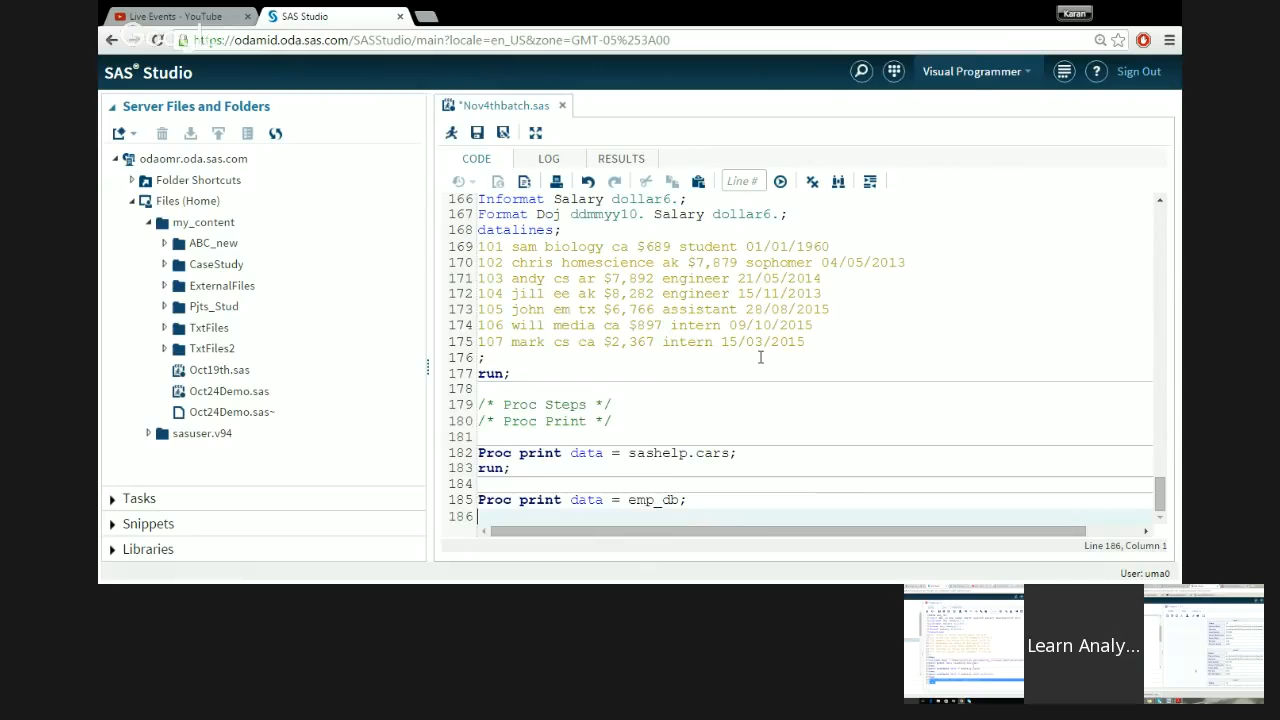 Live Events - YouTube
SAS Studio
Karan
https://odamid.oda.sas.com/SASStudio/main?locale=en_US&zone=GMT-05%253A00
SAS® Studio
Visual Programmer
Sign Out
Server Files and Folders
odaomr.oda.sas.com
Folder Shortcuts
Files (Home)
my_content
ABC_new
CaseStudy
ExternalFiles
Pjts_Stud
TxtFiles
TxtFiles2
Oct19th.sas
Oct24Demo.sas
Oct24Demo.sas~
sasuser.v94
Tasks
Snippets
Libraries
*Nov4thbatch.sas
CODE LOG RESULTS
Line #
166 Informat Salary dollar6.;
167 Format Doj ddmmyy10. Salary dollar6.;
168 datalines;
169 101 sam biology ca $689 student 01/01/1960
170 102 chris homescience ak $7,879 sophomer 04/05/2013
171 103 andy cs ar $7,892 engineer 21/05/2014
172 104 jill ee ak $8,282 engineer 15/11/2013
173 105 john em tx $6,766 assistant 28/08/2015
174 106 will media ca $897 intern 09/10/2015
175 107 mark cs ca $2,367 intern 15/03/2015
176 ;
177 run;
178
179 /* Proc Steps */
180 /* Proc Print */
181
182 Proc print data = sashelp.cars;
183 run;
184
185 Proc print data = emp_db;
186
Line 186, Column 1
User: uma0
Learn Apply...